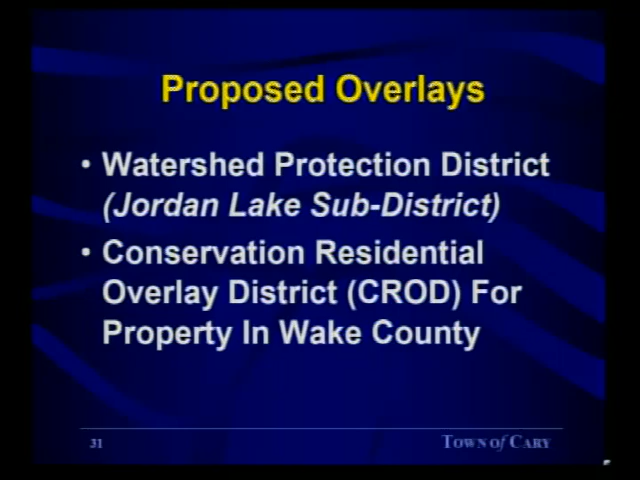 Proposed Overlays
• Watershed Protection District
(Jordan Lake Sub-District)
• Conservation Residential
Overlay District (CROD) For
Property In Wake County
31
TOWN of CARY